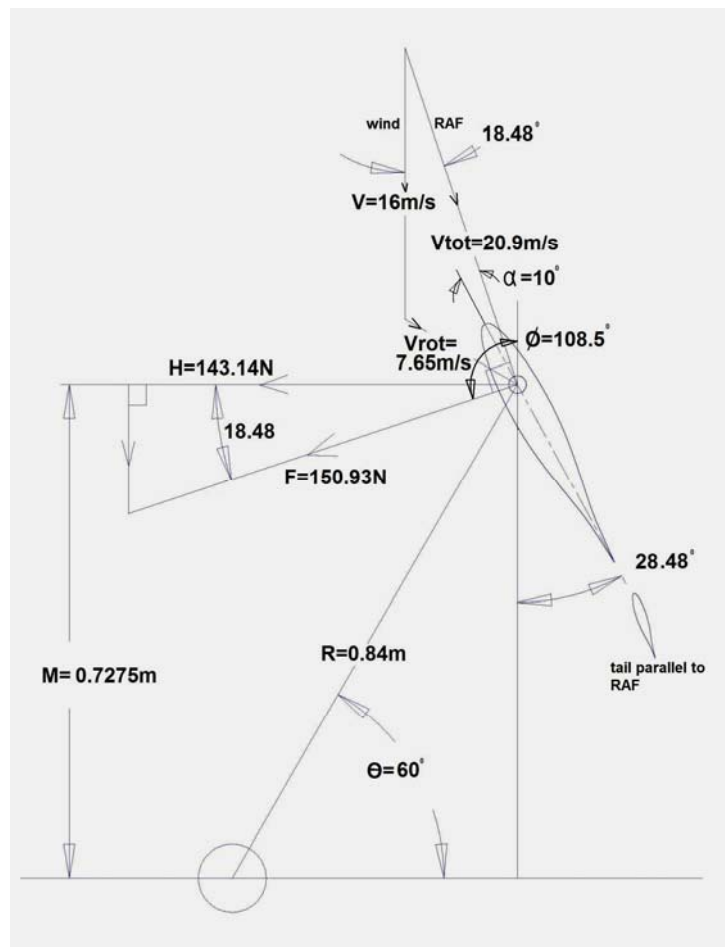 wind
RAF
18.48°
V=16m/s
Vtot=20.9m/s
α=10°
Vrot=
7.65m/s
Ø=108.5°
H=143.14N
18.48
F=150.93N
28.48°
R=0.84m
tail parallel to
RAF
M= 0.7275m
Θ=60°